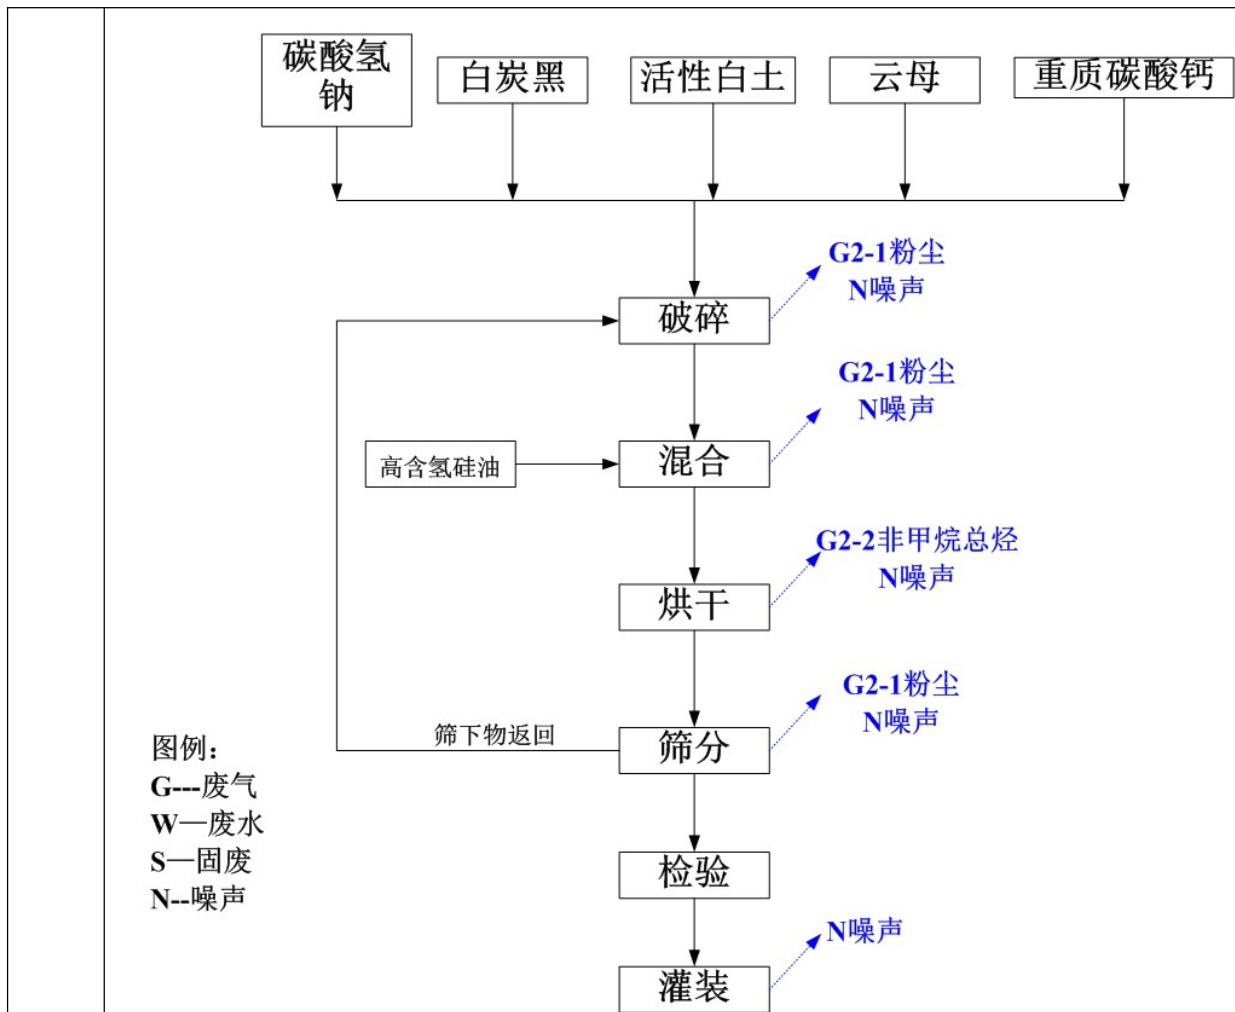 碳酸氢
钠
白炭黑
活性白土
云母
重质碳酸钙
G2-1粉尘
N噪声
破碎
G2-1粉尘
N噪声
高含氢硅油
混合
G2-2非甲烷总烃
N噪声
烘干
G2-1粉尘
N噪声
筛下物返回
筛分
图例：
G---废气
W—废水
S—固废
N--噪声
检验
N噪声
灌装